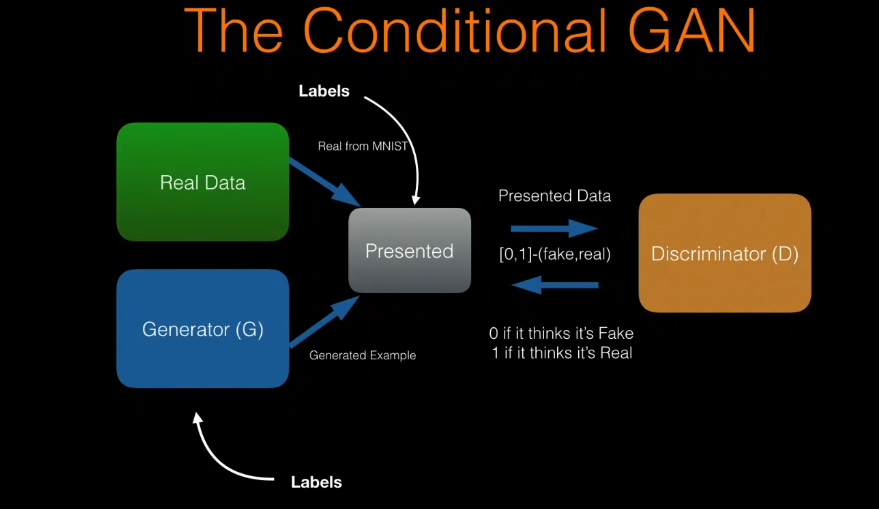 The Conditional GAN
Labels
Real from MNIST
Real Data
Presented Data
Presented
[0,1]-(fake,real)
Discriminator (D)
Generator (G)
0 if it thinks it's Fake
1 if it thinks it's Real
Generated Example
Labels